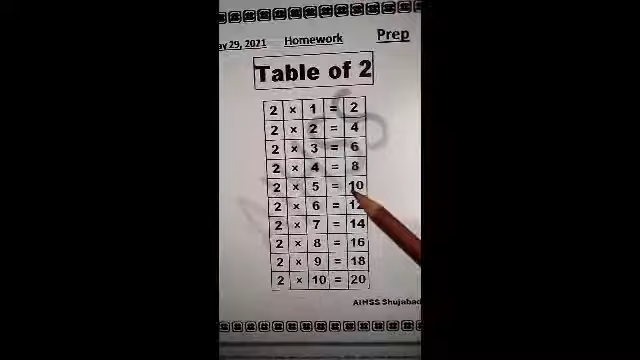 ay 29, 2021 Homework Prep
Table of 2
2 × 1 = 2
2 × 2 = 4
2 × 3 = 6
2 × 4 = 8
2 × 5 = 10
2 × 6 = 12
2 × 7 = 14
2 × 8 = 16
2 × 9 = 18
2 × 10 = 20
AIHSS Shujabad